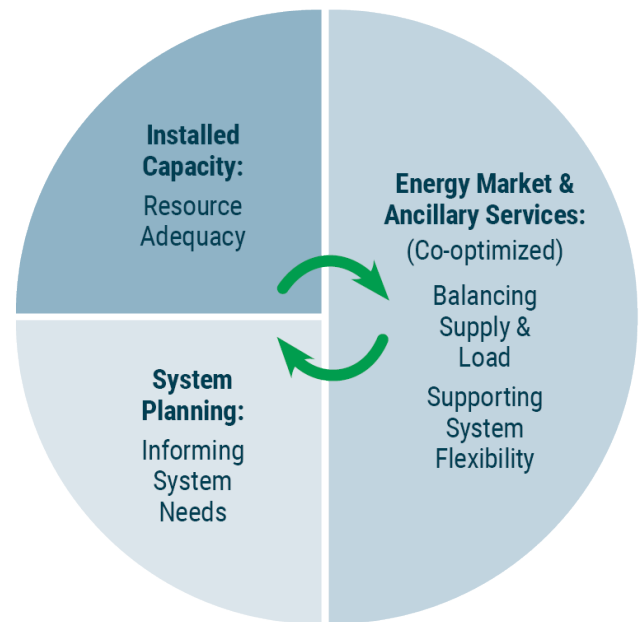 Installed
Capacity:
Resource
Adequacy
Energy Market &
Ancillary Services:
(Co-optimized)
Balancing
Supply &
Load
Supporting
System
Flexibility
System
Planning:
Informing
System
Needs